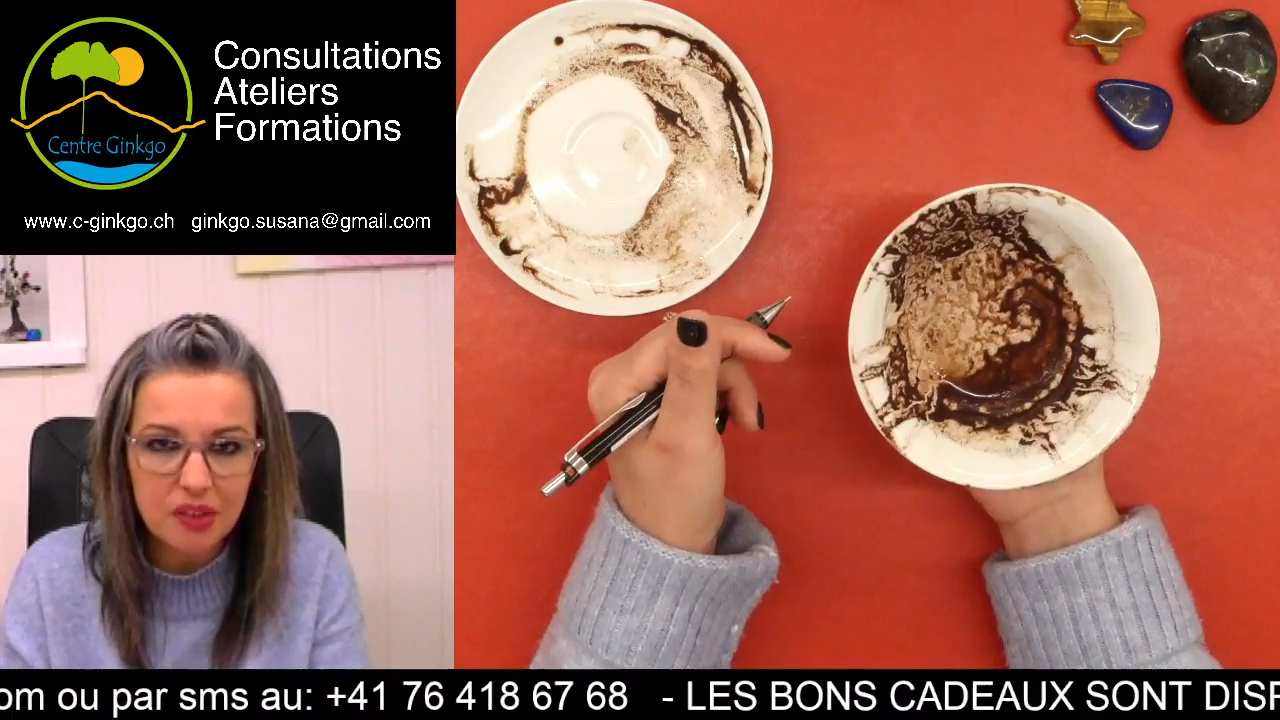 Consultations
Ateliers
Formations
Centre Ginkgo
www.c-ginkgo.ch ginkgo.susana@gmail.com
om ou par sms au: +41 76 418 67 68 - LES BONS CADEAUX SONT